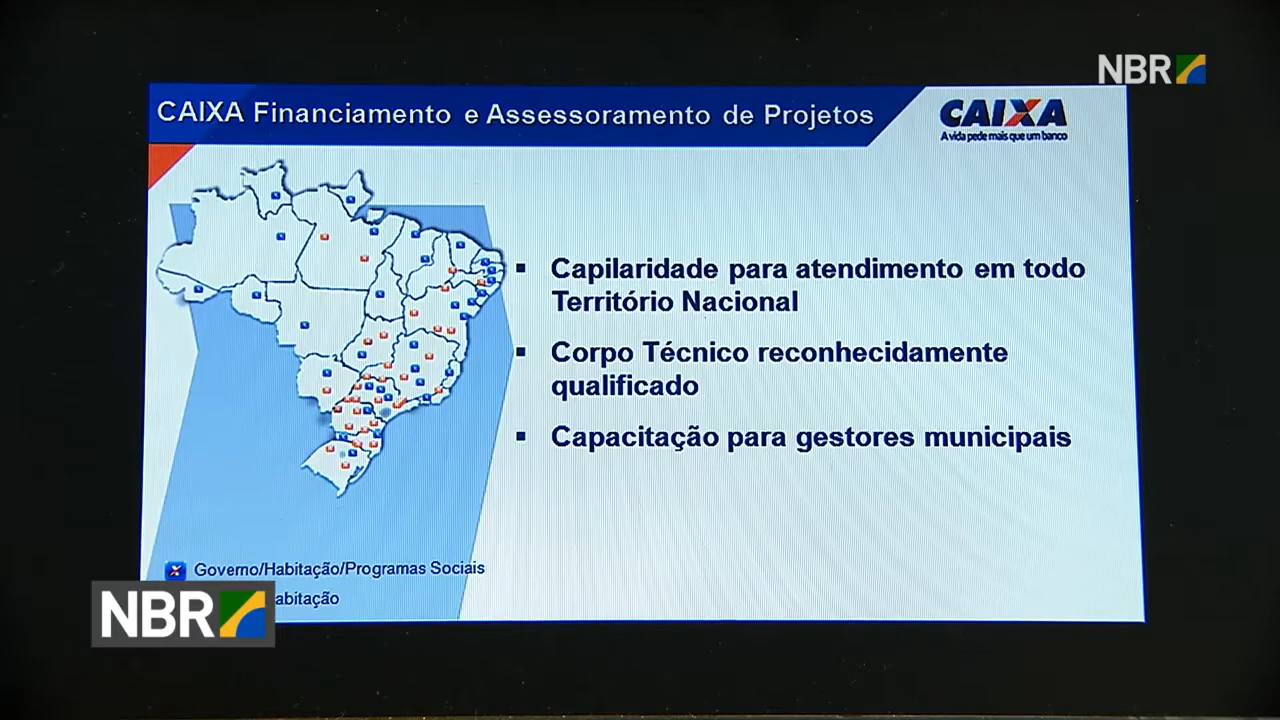 NBR
CAIXA Financiamento e Assessoramento de Projetos
CAIXA
A vida pede mais que um banco
Capilaridade para atendimento em todo
Território Nacional
Corpo Técnico reconhecidamente
qualificado
Capacitação para gestores municipais
Governo/Habitação/Programas Sociais
abitação
NBR